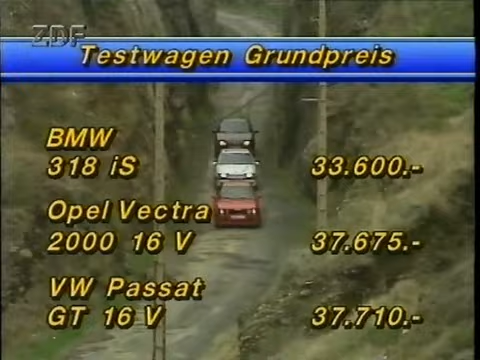 ZDF
Testwagen Grundpreis
BMW
318 iS 33.600.-
Opel Vectra
2000 16 V 37.675.-
VW Passat
GT 16 V 37.710.-